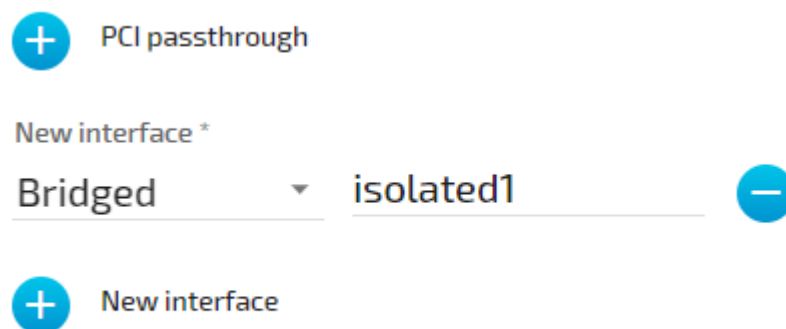 PCI passthrough
New interface *
Bridged isolated1
New interface